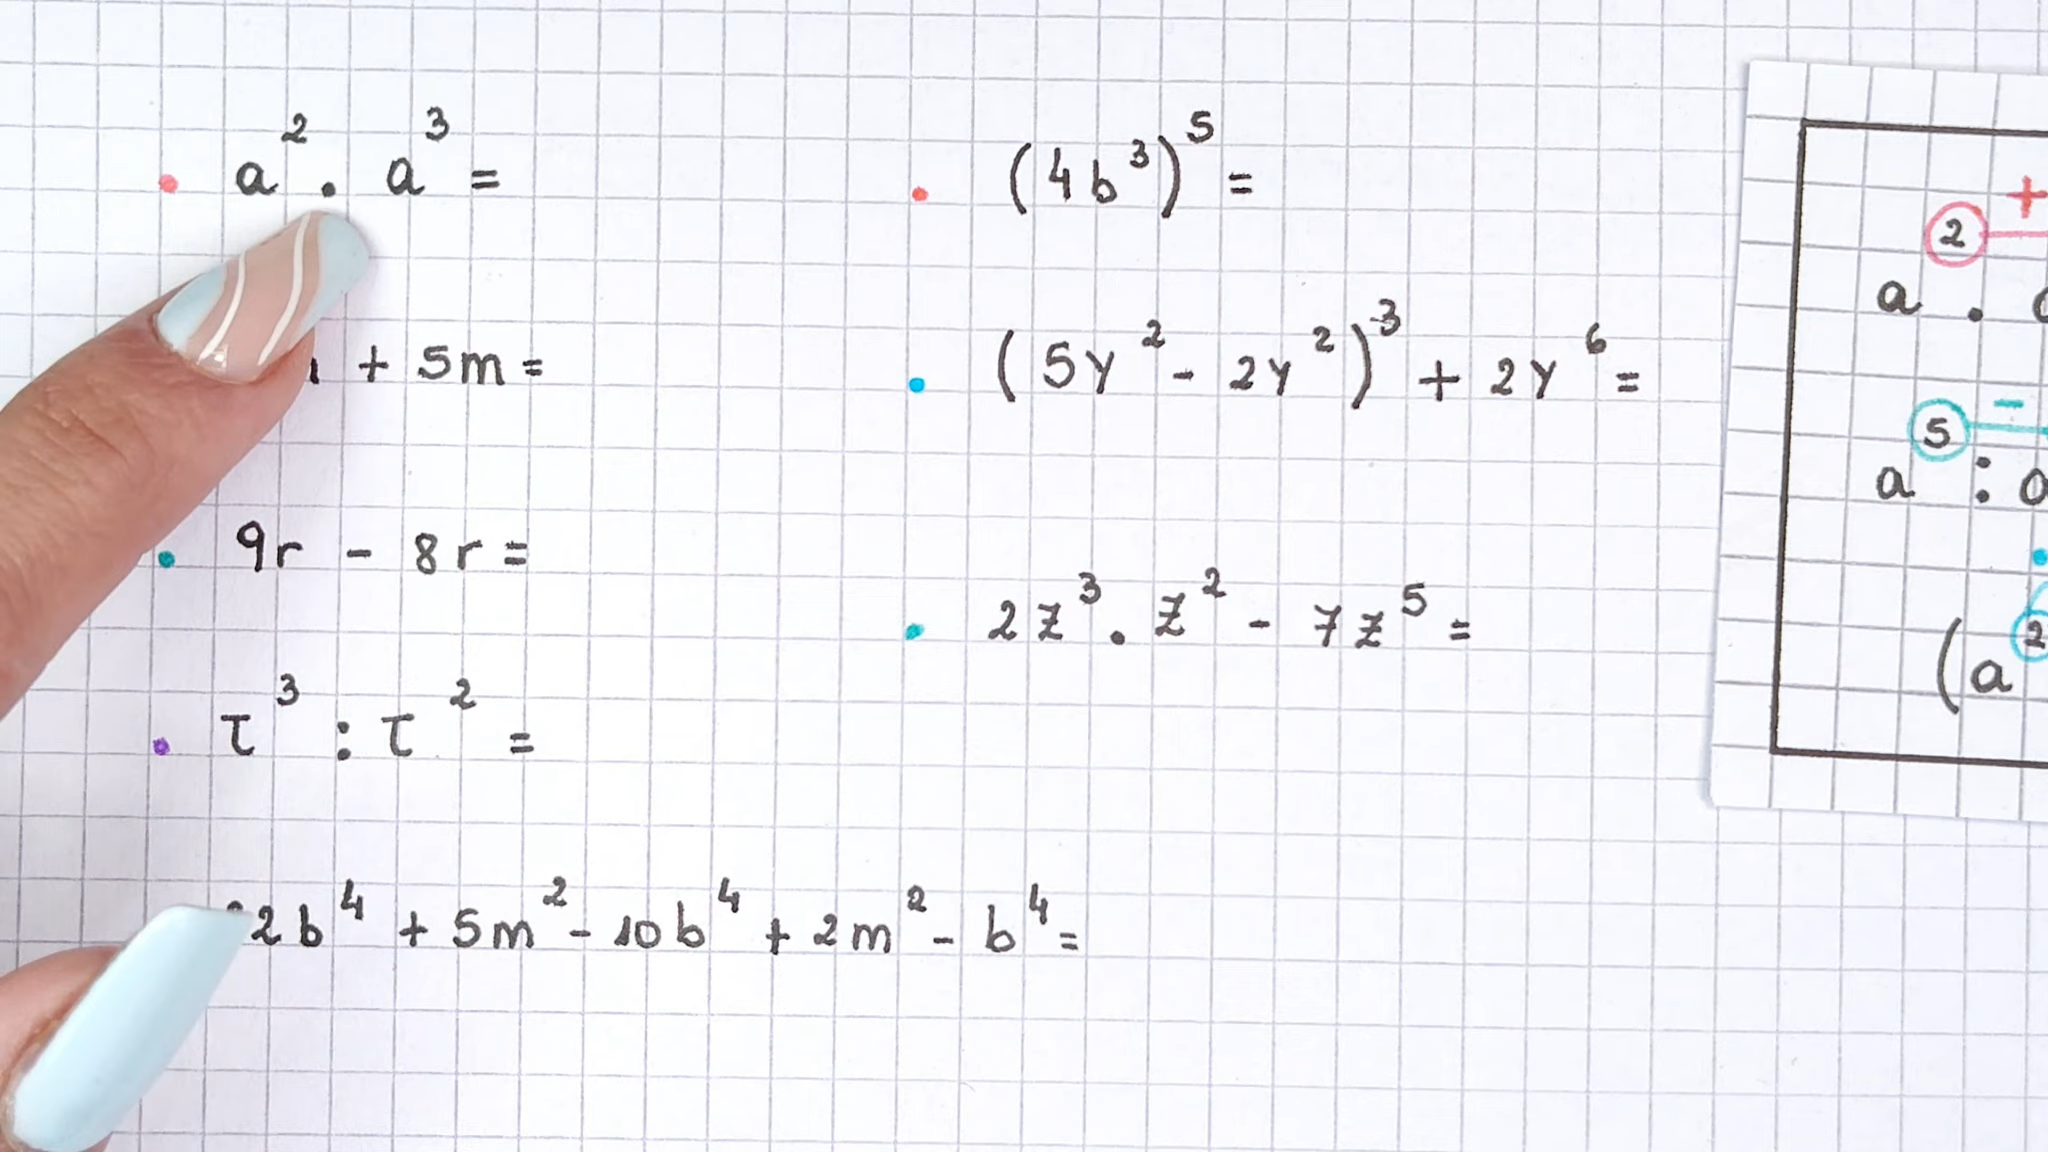 a² . a³ =
+ 5m =
9r - 8r =
τ³ : τ² =
2b⁴ + 5m² - 10b⁴ + 2m² - b⁴ =
(4b³)⁵ =
(5y² - 2y²)³ + 2y⁶ =
2z³ . z² - 7z⁵ =
+
2
a .
-
5
a :
2
(a